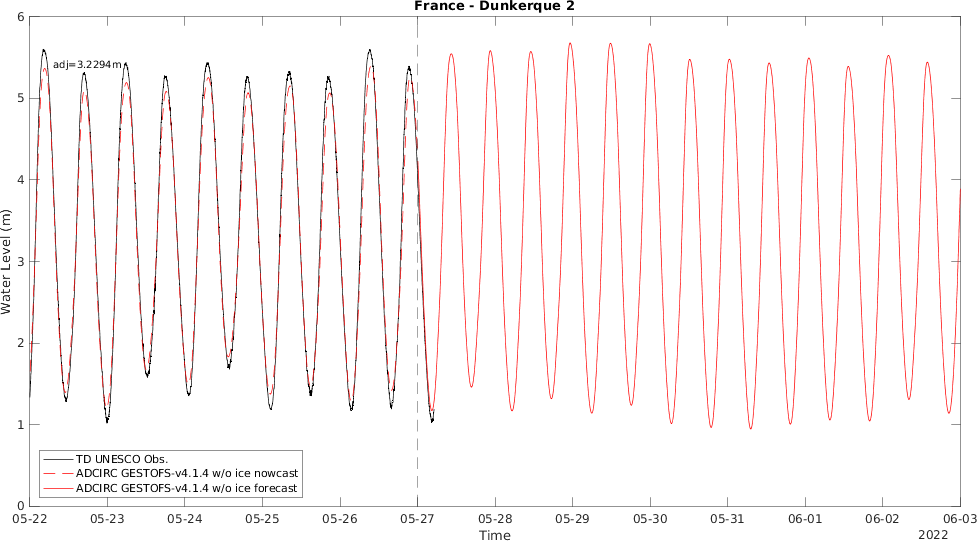 France - Dunkerque 2
adj=3.2294m
Water Level (m)
6
5
4
3
2
1
0
TD UNESCO Obs.
ADCIRC GESTOFS-v4.1.4 w/o ice nowcast
ADCIRC GESTOFS-v4.1.4 w/o ice forecast
05-22 05-23 05-24 05-25 05-26 05-27 05-28 05-29 05-30 05-31 06-01 06-02 06-03
Time
2022